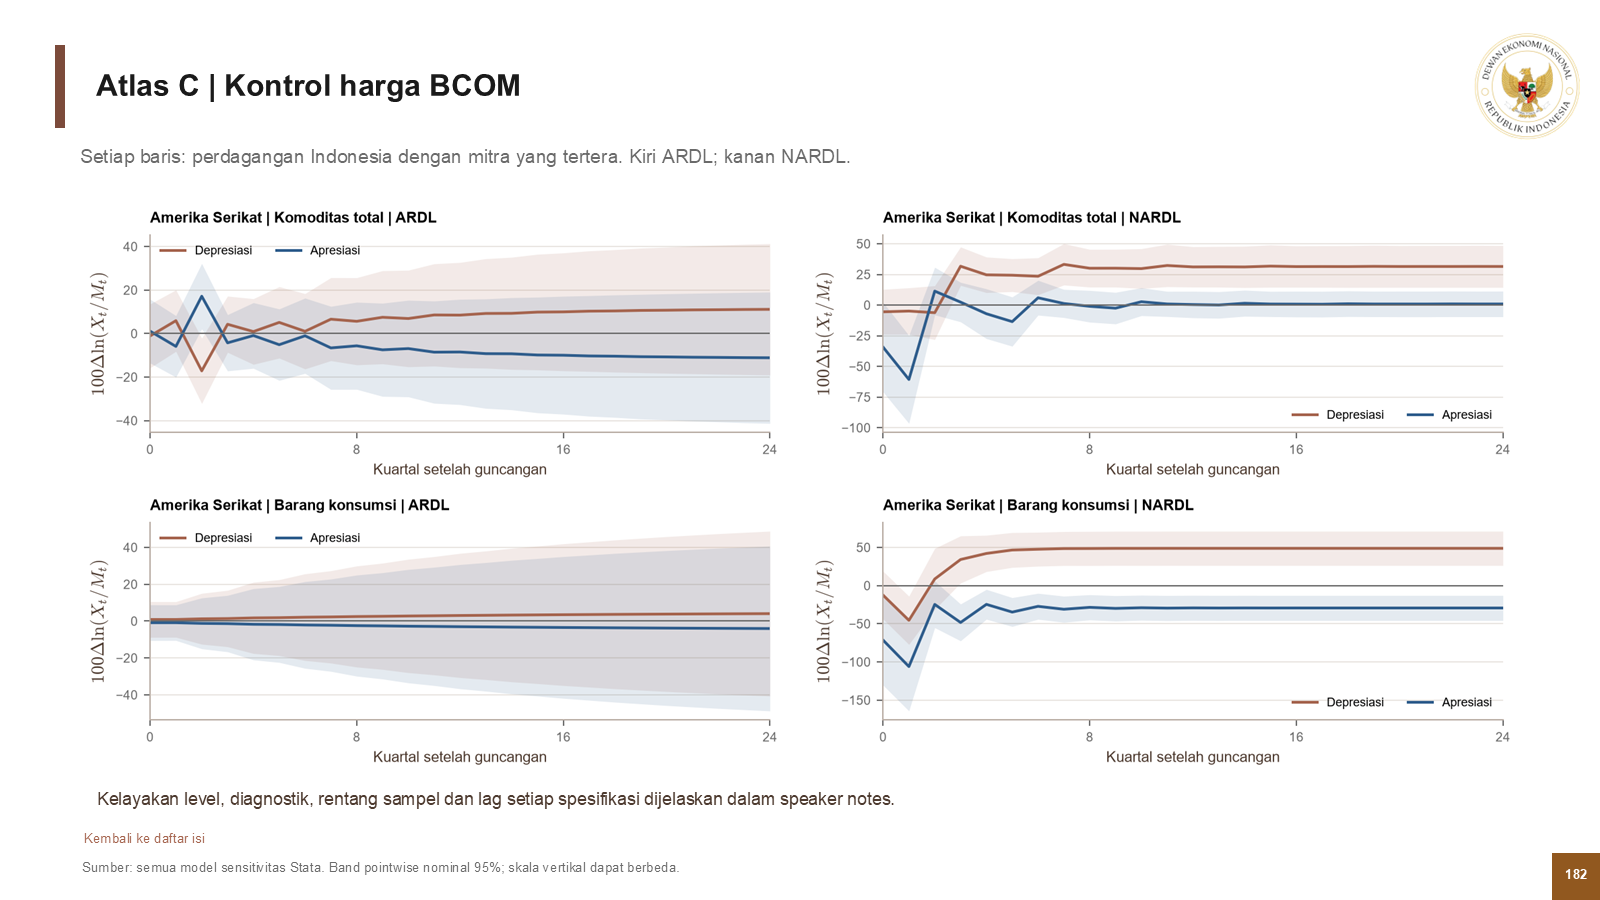 Atlas C | Kontrol harga BCOM
DEWAN EKONOMI NASIONAL
REPUBLIK INDONESIA
Setiap baris: perdagangan Indonesia dengan mitra yang tertera. Kiri ARDL; kanan NARDL.
Amerika Serikat | Komoditas total | ARDL
Depresiasi Apresiasi
100Δln(Xt/Mt)
40
20
0
−20
−40
0 8 16 24
Kuartal setelah guncangan
Amerika Serikat | Komoditas total | NARDL
100Δln(Xt/Mt)
50
25
0
−25
−50
−75
−100
Depresiasi Apresiasi
0 8 16 24
Kuartal setelah guncangan
Amerika Serikat | Barang konsumsi | ARDL
Depresiasi Apresiasi
100Δln(Xt/Mt)
40
20
0
−20
−40
0 8 16 24
Kuartal setelah guncangan
Amerika Serikat | Barang konsumsi | NARDL
100Δln(Xt/Mt)
50
0
−50
−100
−150
Depresiasi Apresiasi
0 8 16 24
Kuartal setelah guncangan
Kelayakan level, diagnostik, rentang sampel dan lag setiap spesifikasi dijelaskan dalam speaker notes.
Kembali ke daftar isi
Sumber: semua model sensitivitas Stata. Band pointwise nominal 95%; skala vertikal dapat berbeda.
182